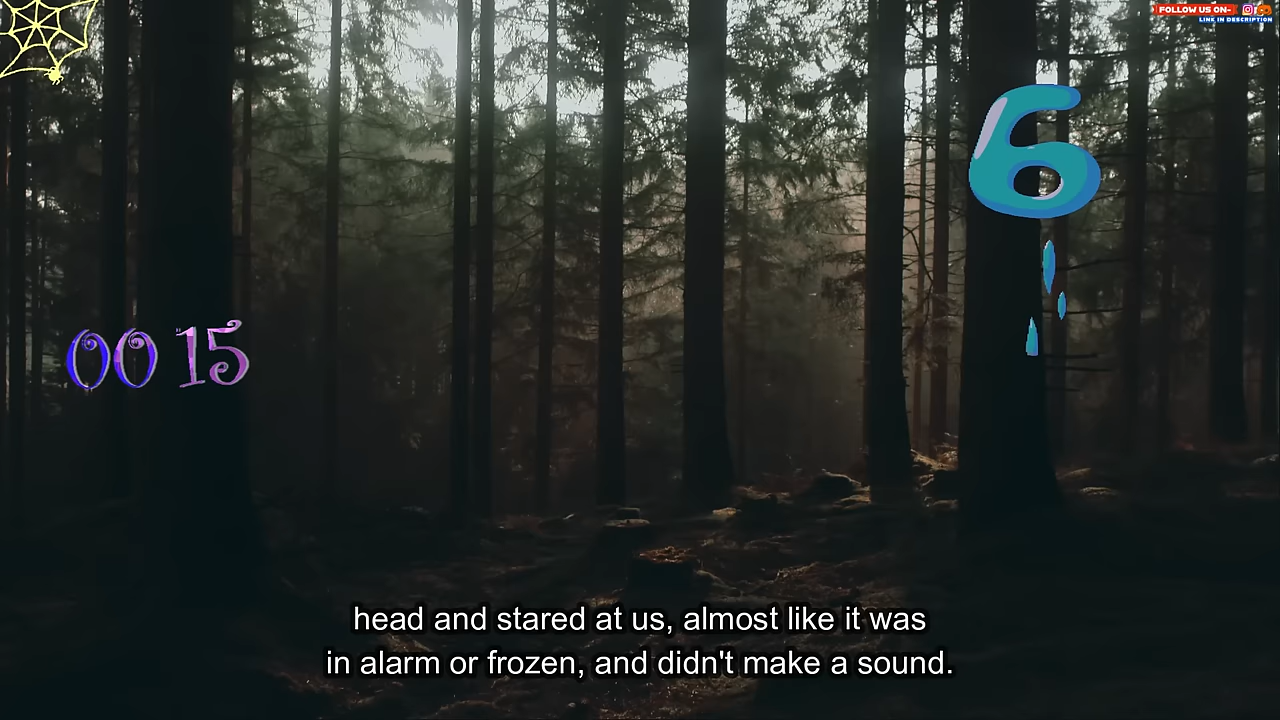 FOLLOW US ON-
LINK IN DESCRIPTION
6
00 15
head and stared at us, almost like it was
in alarm or frozen, and didn't make a sound.